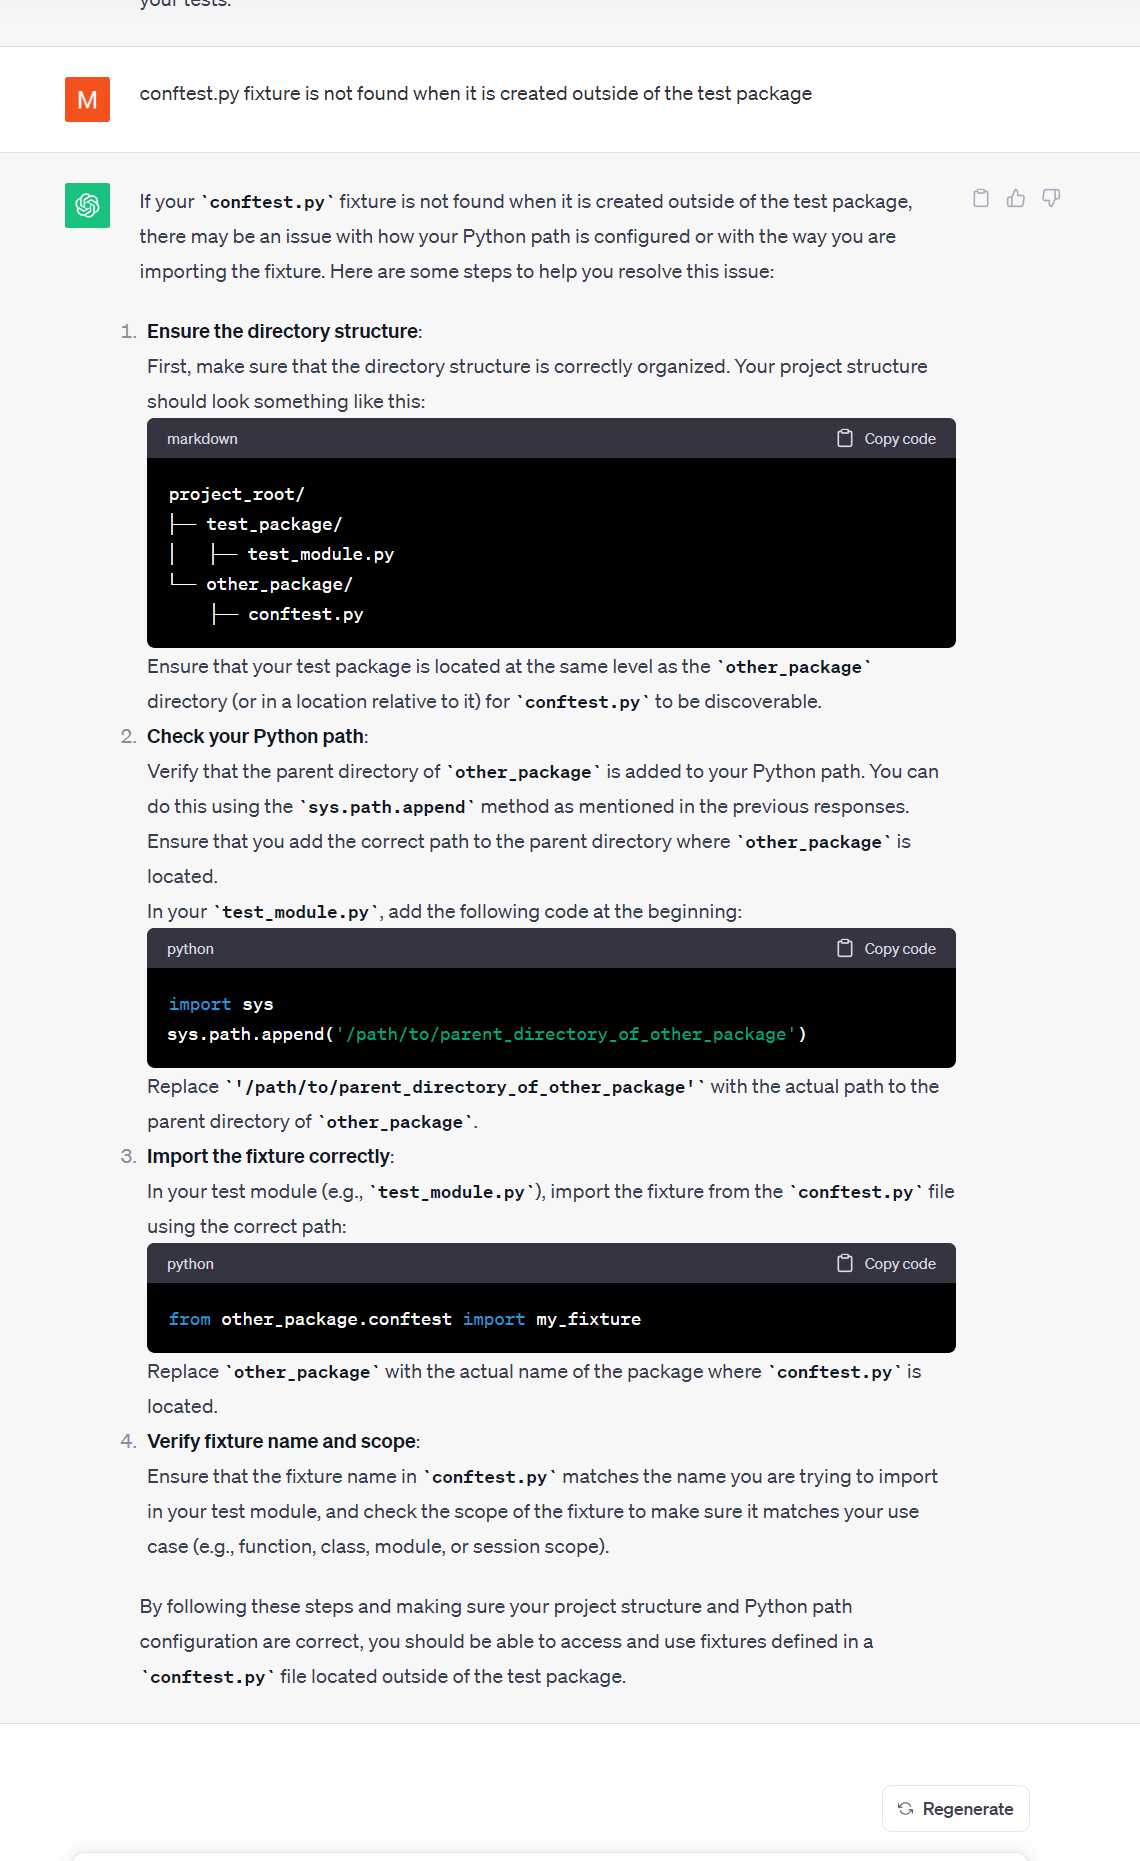 your tests.
M
conftest.py fixture is not found when it is created outside of the test package
If your `conftest.py` fixture is not found when it is created outside of the test package,
there may be an issue with how your Python path is configured or with the way you are
importing the fixture. Here are some steps to help you resolve this issue:
1. Ensure the directory structure:
First, make sure that the directory structure is correctly organized. Your project structure
should look something like this:
markdown Copy code
project_root/
├── test_package/
│   ├── test_module.py
└── other_package/
    ├── conftest.py
Ensure that your test package is located at the same level as the `other_package`
directory (or in a location relative to it) for `conftest.py` to be discoverable.
2. Check your Python path:
Verify that the parent directory of `other_package` is added to your Python path. You can
do this using the `sys.path.append` method as mentioned in the previous responses.
Ensure that you add the correct path to the parent directory where `other_package` is
located.
In your `test_module.py`, add the following code at the beginning:
python Copy code
import sys
sys.path.append('/path/to/parent_directory_of_other_package')
Replace `'/path/to/parent_directory_of_other_package'` with the actual path to the
parent directory of `other_package`.
3. Import the fixture correctly:
In your test module (e.g., `test_module.py`), import the fixture from the `conftest.py` file
using the correct path:
python Copy code
from other_package.conftest import my_fixture
Replace `other_package` with the actual name of the package where `conftest.py` is
located.
4. Verify fixture name and scope:
Ensure that the fixture name in `conftest.py` matches the name you are trying to import
in your test module, and check the scope of the fixture to make sure it matches your use
case (e.g., function, class, module, or session scope).
By following these steps and making sure your project structure and Python path
configuration are correct, you should be able to access and use fixtures defined in a
`conftest.py` file located outside of the test package.
Regenerate